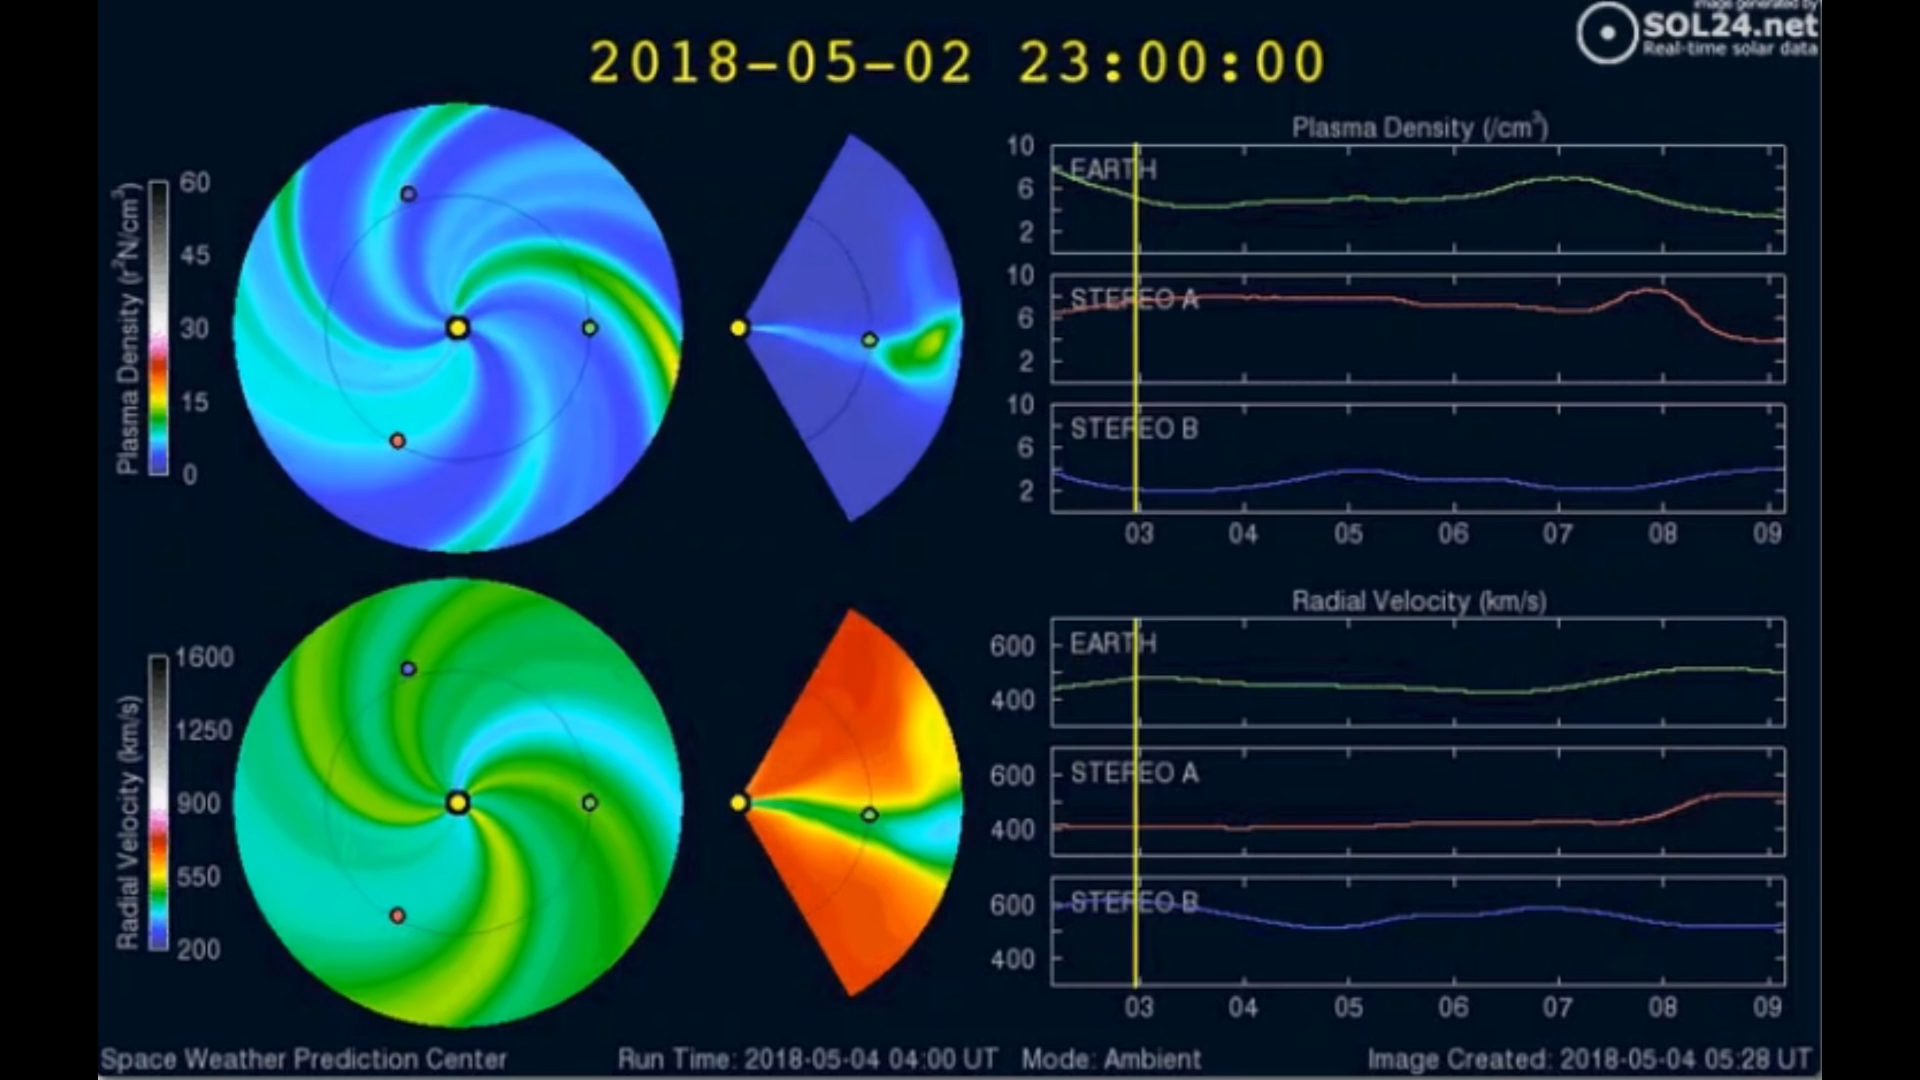 image generated by
SOL24.net
Real-time solar data
2018-05-02 23:00:00
Plasma Density (r²N/cm³)
60
45
30
15
0
Plasma Density (/cm³)
10
6
2
EARTH
10
6
2
STEREO A
10
6
2
STEREO B
03 04 05 06 07 08 09
Radial Velocity (km/s)
1600
1250
900
550
200
Radial Velocity (km/s)
600
400
EARTH
600
400
STEREO A
600
400
STEREO B
03 04 05 06 07 08 09
Space Weather Prediction Center Run Time: 2018-05-04 04:00 UT Mode: Ambient Image Created: 2018-05-04 05:28 UT